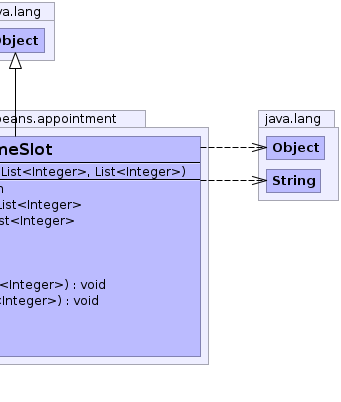 va.lang
Object
beans.appointment
java.lang
meSlot
Object
List<Integer>, List<Integer>)
String
n
List<Integer>
st<Integer>
<Integer>) : void
<Integer>) : void